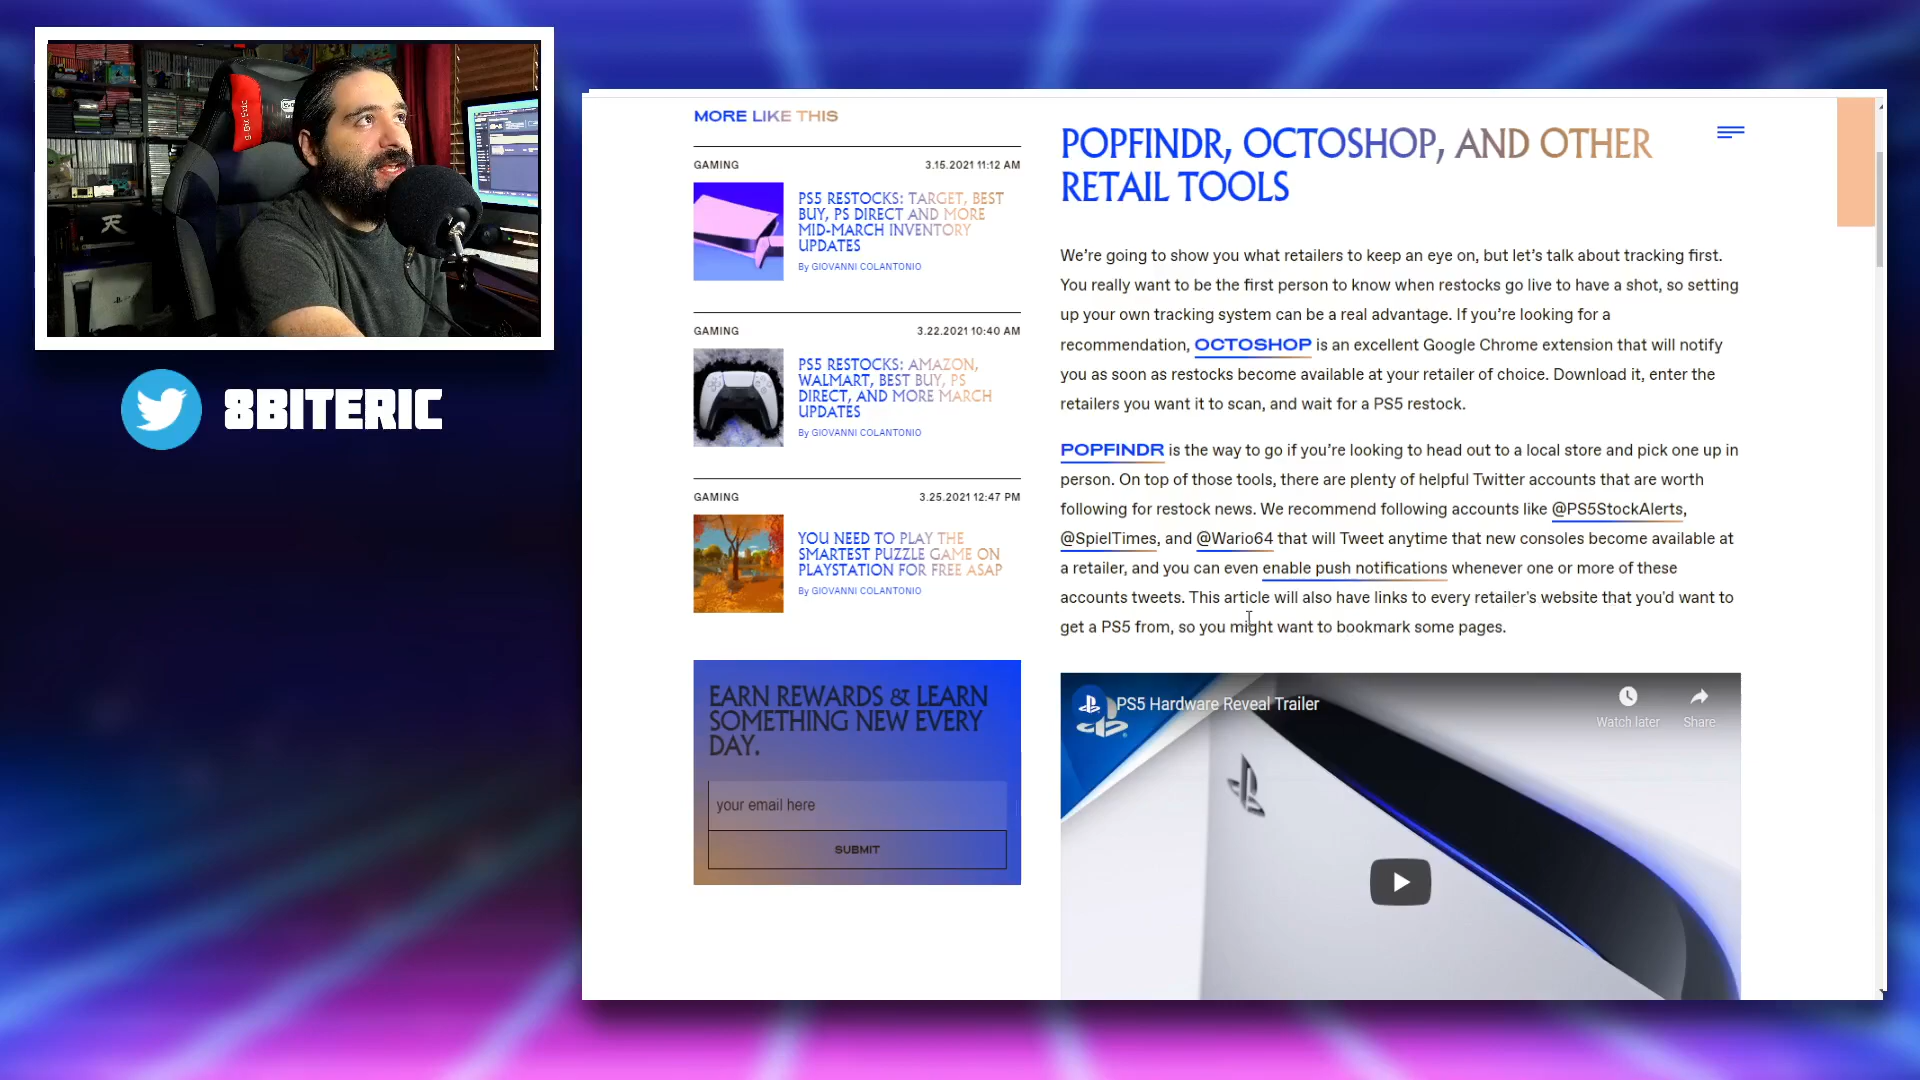 8BITERIC
MORE LIKE THIS
GAMING 3.15.2021 11:12 AM
PS5 RESTOCKS: TARGET, BEST
BUY, PS DIRECT AND MORE
MID-MARCH INVENTORY
UPDATES
By GIOVANNI COLANTONIO
GAMING 3.22.2021 10:40 AM
PS5 RESTOCKS: AMAZON,
WALMART, BEST BUY, PS
DIRECT, AND MORE MARCH
UPDATES
By GIOVANNI COLANTONIO
GAMING 3.25.2021 12:47 PM
YOU NEED TO PLAY THE
SMARTEST PUZZLE GAME ON
PLAYSTATION FOR FREE ASAP
By GIOVANNI COLANTONIO
EARN REWARDS & LEARN
SOMETHING NEW EVERY
DAY.
your email here
SUBMIT
POPFINDR, OCTOSHOP, AND OTHER
RETAIL TOOLS
We’re going to show you what retailers to keep an eye on, but let’s talk about tracking first.
You really want to be the first person to know when restocks go live to have a shot, so setting
up your own tracking system can be a real advantage. If you’re looking for a
recommendation, OCTOSHOP is an excellent Google Chrome extension that will notify
you as soon as restocks become available at your retailer of choice. Download it, enter the
retailers you want it to scan, and wait for a PS5 restock.
POPFINDR is the way to go if you’re looking to head out to a local store and pick one up in
person. On top of those tools, there are plenty of helpful Twitter accounts that are worth
following for restock news. We recommend following accounts like @PS5StockAlerts,
@SpielTimes, and @Wario64 that will Tweet anytime that new consoles become available at
a retailer, and you can even enable push notifications whenever one or more of these
accounts tweets. This article will also have links to every retailer's website that you'd want to
get a PS5 from, so you might want to bookmark some pages.
PS5 Hardware Reveal Trailer
Watch later
Share